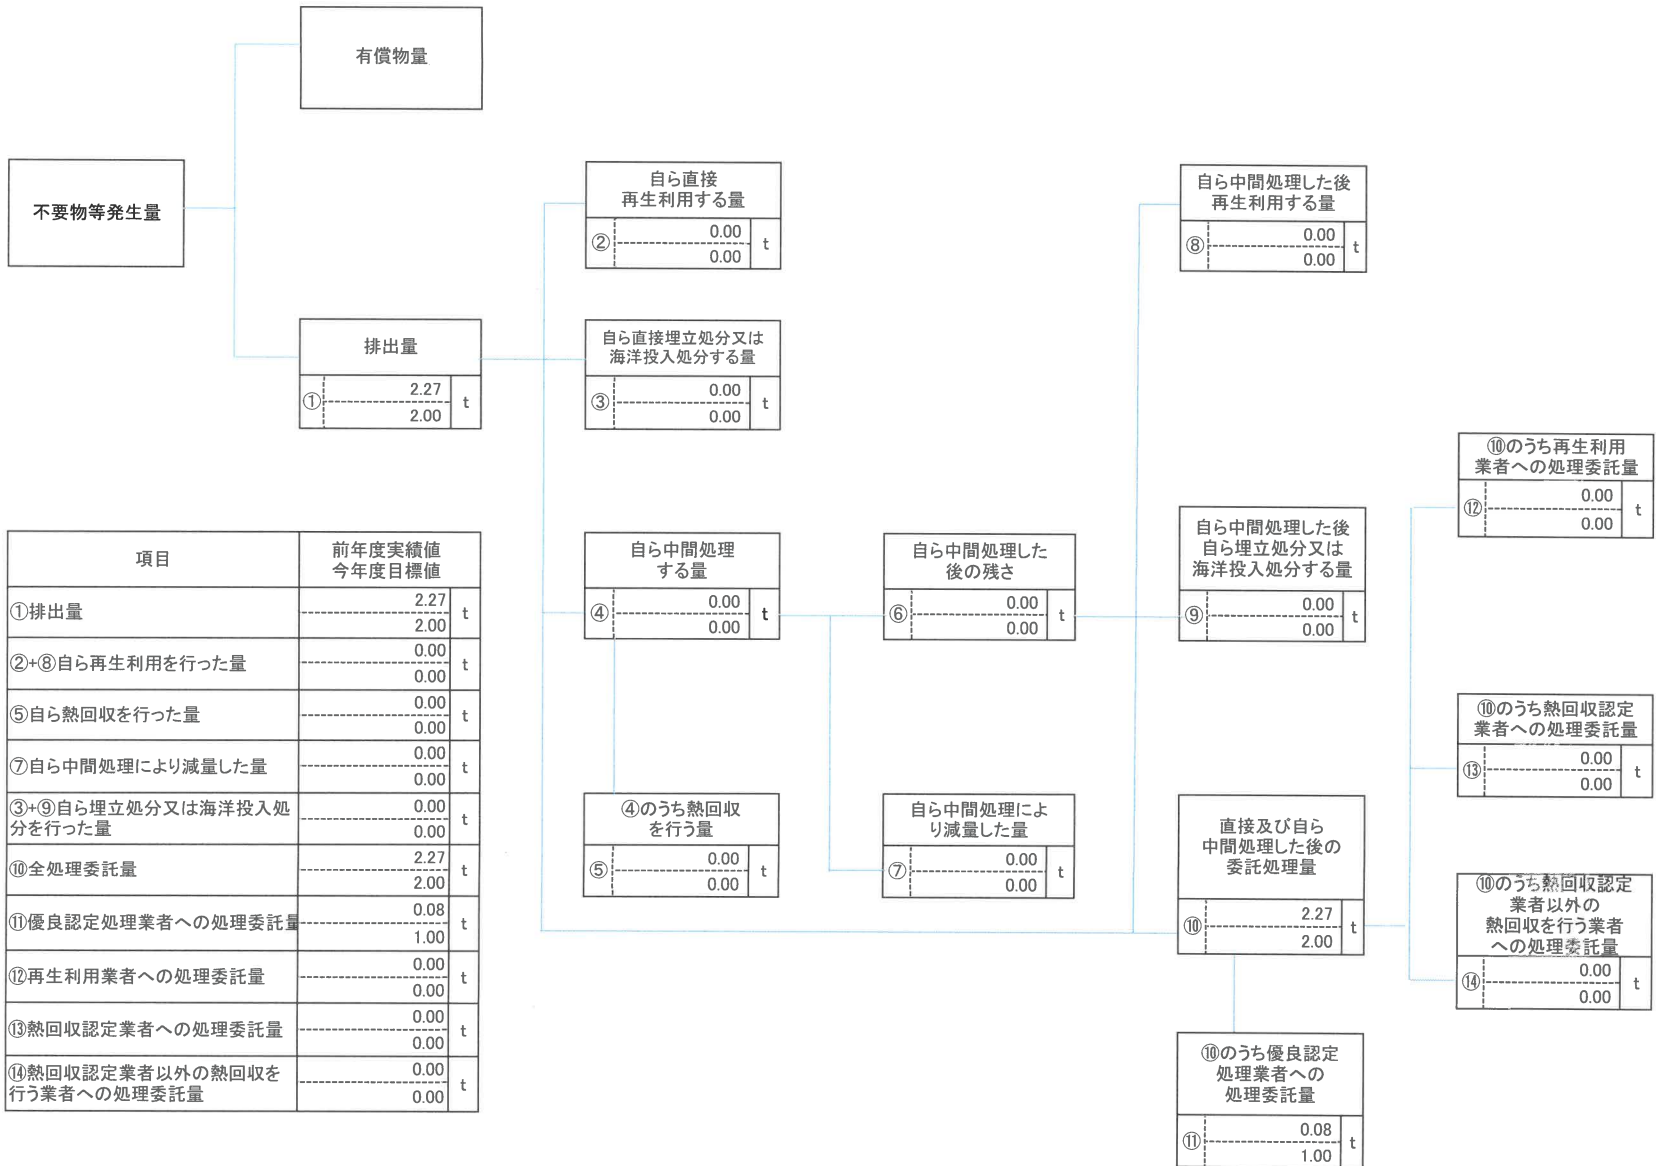 有償物量
不要物等発生量
排出量
①
2.27
2.00
t
自ら直接
再生利用する量
②
0.00
0.00
t
自ら直接埋立処分又は
海洋投入処分する量
③
0.00
0.00
t
自ら中間処理
する量
④
0.00
0.00
t
④のうち熱回収
を行う量
⑤
0.00
0.00
t
自ら中間処理した
後の残さ
⑥
0.00
0.00
t
自ら中間処理によ
り減量した量
⑦
0.00
0.00
t
自ら中間処理した後
再生利用する量
⑧
0.00
0.00
t
自ら中間処理した後
自ら埋立処分又は
海洋投入処分する量
⑨
0.00
0.00
t
直接及び自ら
中間処理した後の
委託処理量
⑩
2.27
2.00
t
⑩のうち優良認定
処理業者への
処理委託量
⑪
0.08
1.00
t
⑩のうち再生利用
業者への処理委託量
⑫
0.00
0.00
t
⑩のうち熱回収認定
業者への処理委託量
⑬
0.00
0.00
t
⑩のうち熱回収認定
業者以外の
熱回収を行う業者
への処理委託量
⑭
0.00
0.00
t
項目
前年度実績値
今年度目標値
①排出量
2.27
2.00
t
②+⑧自ら再生利用を行った量
0.00
0.00
t
⑤自ら熱回収を行った量
0.00
0.00
t
⑦自ら中間処理により減量した量
0.00
0.00
t
③+⑨自ら埋立処分又は海洋投入処
分を行った量
0.00
0.00
t
⑩全処理委託量
2.27
2.00
t
⑪優良認定処理業者への処理委託量
0.08
1.00
t
⑫再生利用業者への処理委託量
0.00
0.00
t
⑬熱回収認定業者への処理委託量
0.00
0.00
t
⑭熱回収認定業者以外の熱回収を
行う業者への処理委託量
0.00
0.00
t